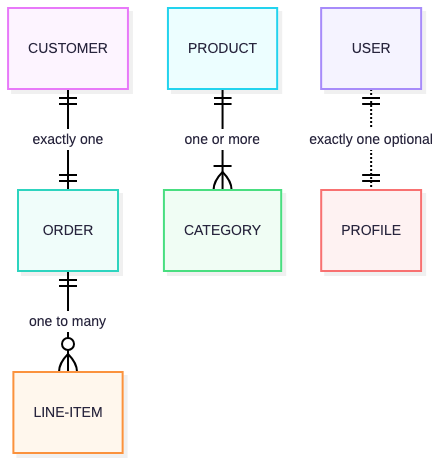 CUSTOMER
PRODUCT
USER
exactly one
one or more
exactly one optional
ORDER
CATEGORY
PROFILE
one to many
LINE-ITEM